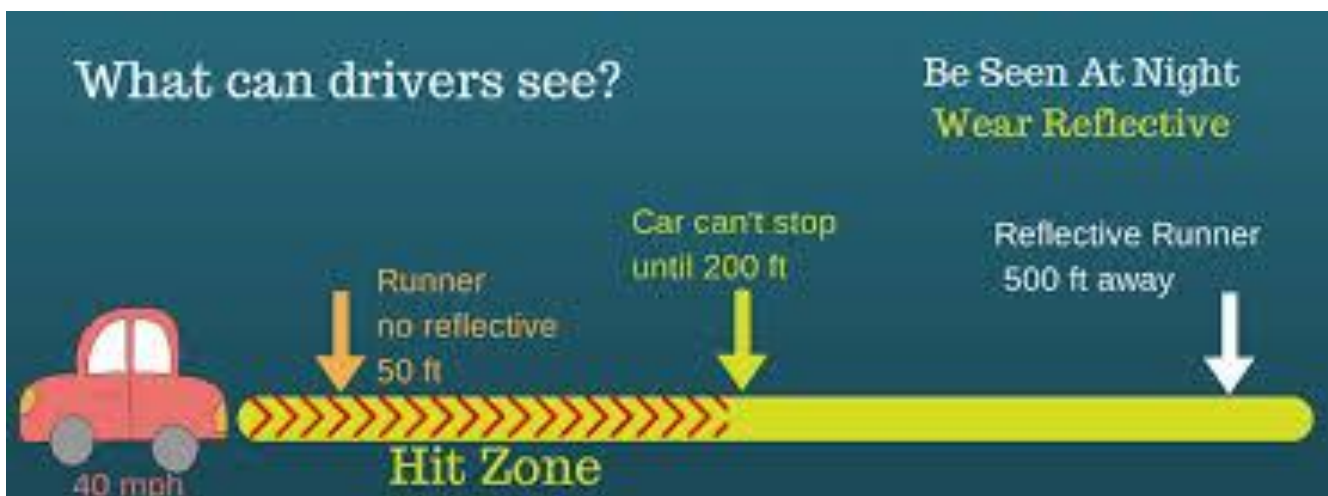 What can drivers see?
Be Seen At Night
Wear Reflective
Car can't stop
until 200 ft
Reflective Runner
500 ft away
Runner
no reflective
50 ft
Hit Zone
40 mph